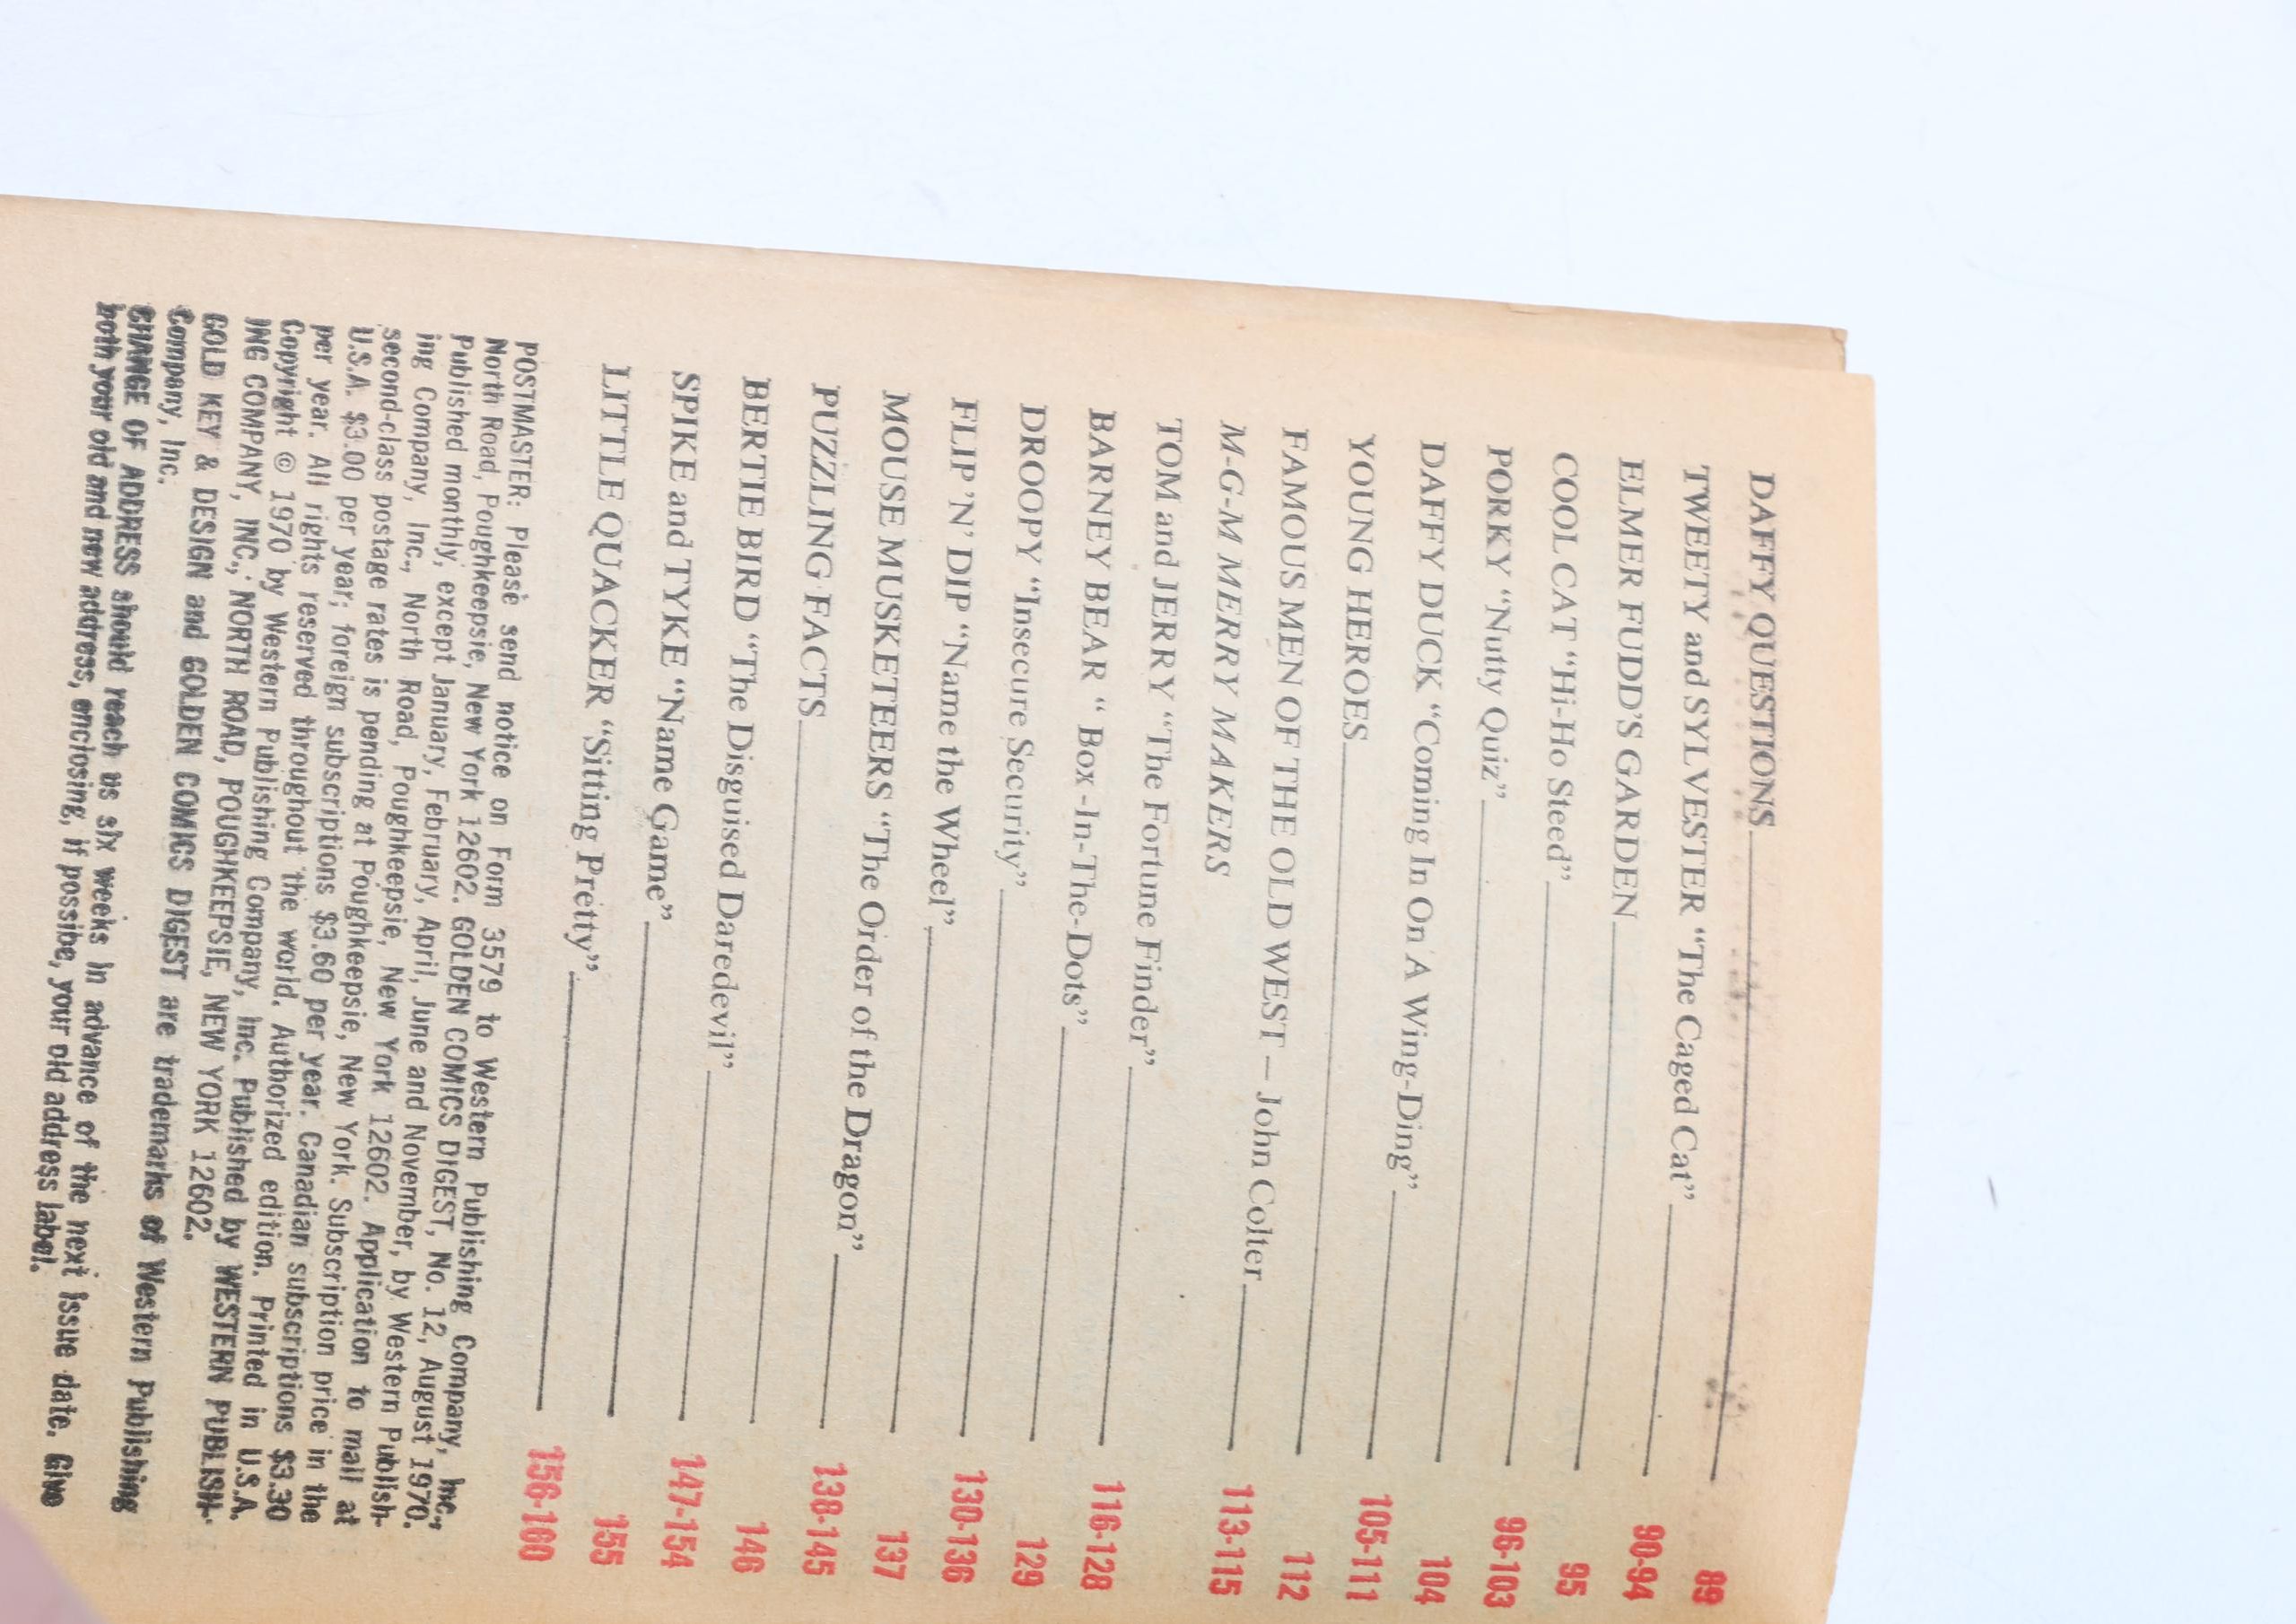 DAFFY QUESTIONS 89
TWEETY and SYLVESTER "The Caged Cat" 90-94
ELMER FUDD'S GARDEN 95
COOL CAT "Hi-Ho Steed" 96-103
PORKY "Nutty Quiz" 104
DAFFY DUCK "Coming In On A Wing-Ding" 105-111
YOUNG HEROES 112
FAMOUS MEN OF THE OLD WEST – John Colter 113-115
M-G-M MERRY MAKERS
TOM and JERRY "The Fortune Finder" 116-128
BARNEY BEAR " Box-In-The-Dots" 129
DROOPY "Insecure Security" 130-136
FLIP 'N' DIP "Name the Wheel" 137
MOUSE MUSKETEERS "The Order of the Dragon" 138-145
PUZZLING FACTS 146
BERTIE BIRD "The Disguised Daredevil" 147-154
SPIKE and TYKE "Name Game" 155
LITTLE QUACKER "Sitting Pretty" 156-160
POSTMASTER: Please send notice on Form 3579 to Western Publishing Company, Inc.,
North Road, Poughkeepsie, New York 12602. GOLDEN COMICS DIGEST, No. 12, August 1970.
Published monthly, except January, February, April, June and November, by Western Publish-
ing Company, Inc., North Road, Poughkeepsie, New York 12602. Application to mail at
second-class postage rates is pending at Poughkeepsie, New York. Subscription price in the
U.S.A. $3.00 per year; foreign subscriptions $3.60 per year. Canadian subscriptions $3.30
per year. All rights reserved throughout the world. Authorized edition. Printed in U.S.A.
Copyright © 1970 by Western Publishing Company, Inc. Published by WESTERN PUBLISH-
ING COMPANY, INC., NORTH ROAD, POUGHKEEPSIE, NEW YORK 12602.
GOLD KEY & DESIGN and GOLDEN COMICS DIGEST are trademarks of Western Publishing
Company, Inc.
CHANGE OF ADDRESS should reach us six weeks in advance of the next issue date. Give
both your old and new address, enclosing, if possibe, your old address label.